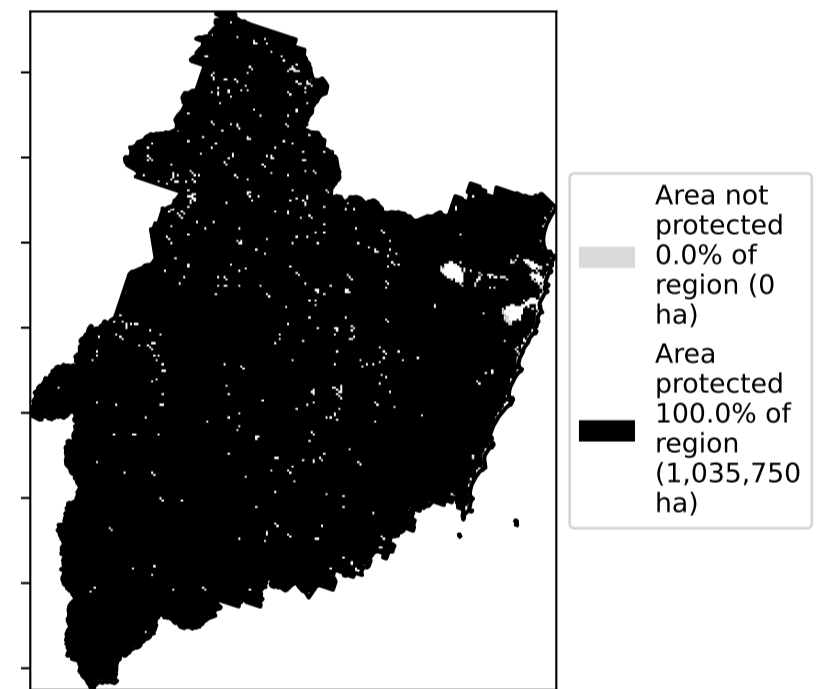 Area not
protected
0.0% of
region (0
ha)
Area
protected
100.0% of
region
(1,035,750
ha)